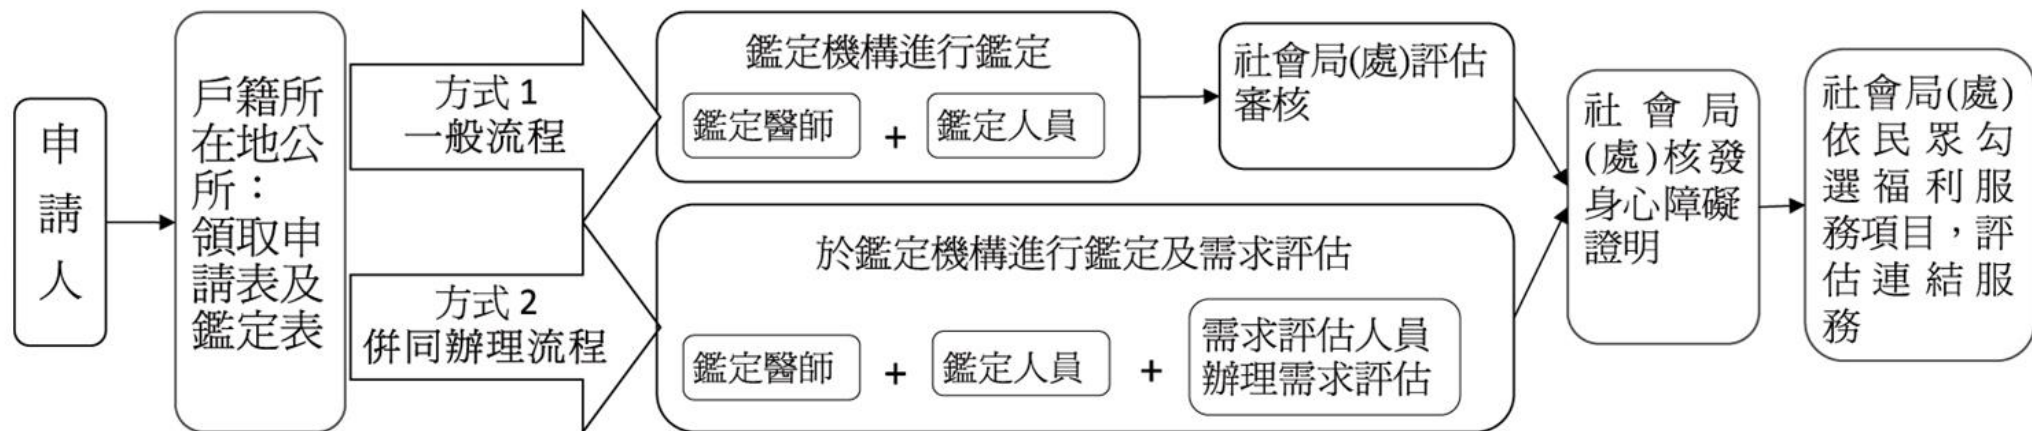 申
請
人
戶籍所
在地公
所：
領取申
請表及
鑑定表
方式 1
一般流程
鑑定機構進行鑑定
鑑定醫師 + 鑑定人員
社會局(處)評估
審核
方式 2
併同辦理流程
於鑑定機構進行鑑定及需求評估
鑑定醫師 + 鑑定人員 +
需求評估人員
辦理需求評估
社會局
(處)核發
身心障礙
證明
社會局(處)
依民眾勾
選福利服
務項目，評
估連結服
務